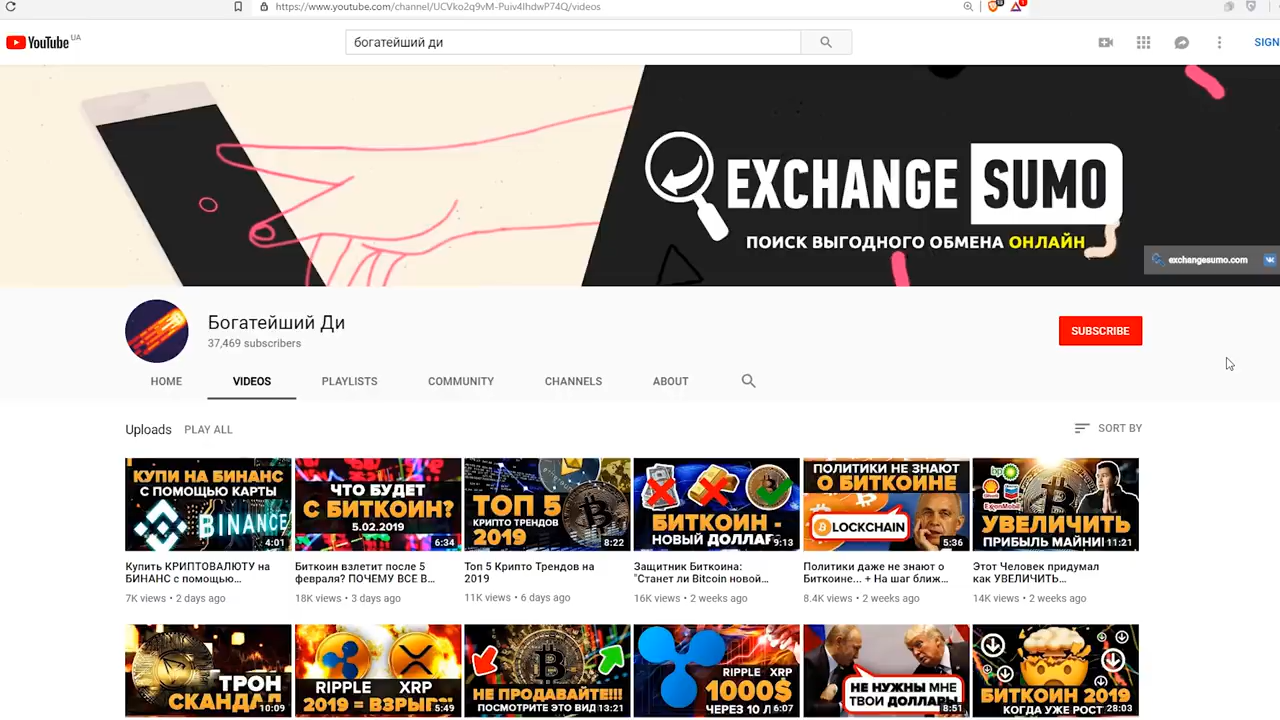 https://www.youtube.com/channel/UCVko2q9vM-Puiv4IhdwP74Q/videos
YouTube UA
богатейший ди
SIGN
EXCHANGE SUMO
ПОИСК ВЫГОДНОГО ОБМЕНА ОНЛАЙН
exchangesumo.com
Богатейший Ди
37,469 subscribers
SUBSCRIBE
HOME VIDEOS PLAYLISTS COMMUNITY CHANNELS ABOUT
Uploads PLAY ALL
SORT BY
КУПИ НА БИНАНС
С ПОМОЩЬЮ КАРТЫ
BINANCE
4:01
Купить КРИПТОВАЛЮТУ на
БИНАНС с помощью...
7K views • 2 days ago
ЧТО БУДЕТ
С БИТКОИН?
5.02.2019
6:34
Биткоин взлетит после 5
февраля? ПОЧЕМУ ВСЕ В...
18K views • 3 days ago
ТОП 5
КРИПТО ТРЕНДОВ
2019
8:22
Топ 5 Крипто Трендов на
2019
11K views • 6 days ago
БИТКОИН -
НОВЫЙ ДОЛЛАР
9:13
Защитник Биткоина:
"Станет ли Bitcoin новой...
16K views • 2 weeks ago
ПОЛИТИКИ НЕ ЗНАЮТ
О БИТКОИНЕ
BLOCKCHAIN
5:36
Политики даже не знают о
Биткоине... + На шаг ближ...
8.4K views • 2 weeks ago
bp
Shell
Chevron
ExxonMobil
УВЕЛИЧИТЬ
ПРИБЫЛЬ МАЙНИ
11:21
Этот Человек придумал
как УВЕЛИЧИТЬ...
14K views • 2 weeks ago
ТРОН
СКАНДАЛ
10:09
RIPPLE XRP
2019 = ВЗРЫВ
5:49
НЕ ПРОДАВАЙТЕ!!!
ПОСМОТРИТЕ ЭТО ВИД
13:21
RIPPLE XRP
1000$
ЧЕРЕЗ 10 Л
6:07
НЕ НУЖНЫ МНЕ
ТВОИ ДОЛЛАРЫ
8:51
БИТКОИН 2019
КОГДА УЖЕ РОСТ
28:03